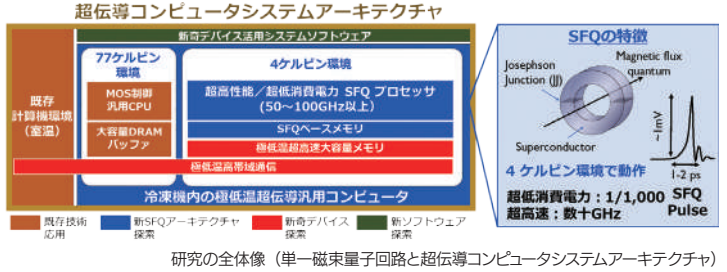 超伝導コンピュータシステムアーキテクチャ
新奇デバイス活用システムソフトウェア
既存
計算機環境
（室温）
77ケルビン
環境
MOS制御
汎用CPU
大容量DRAM
バッファ
4ケルビン環境
超高性能／超低消費電力 SFQ プロセッサ
(50～100GHz以上)
SFQベースメモリ
極低温超高速大容量メモリ
極低温高帯域通信
冷凍機内の極低温超伝導汎用コンピュータ
既存技術
応用
新SFQアーキテクチャ
探索
新奇デバイス
探索
新ソフトウェア
探索
SFQの特徴
Josephson
Junction (JJ)
Magnetic flux
quantum
Superconductor
~1mV
1-2 ps
4 ケルビン環境で動作
超低消費電力：1/1,000
超高速：数十GHz
SFQ
Pulse
研究の全体像（単一磁束量子回路と超伝導コンピュータシステムアーキテクチャ）